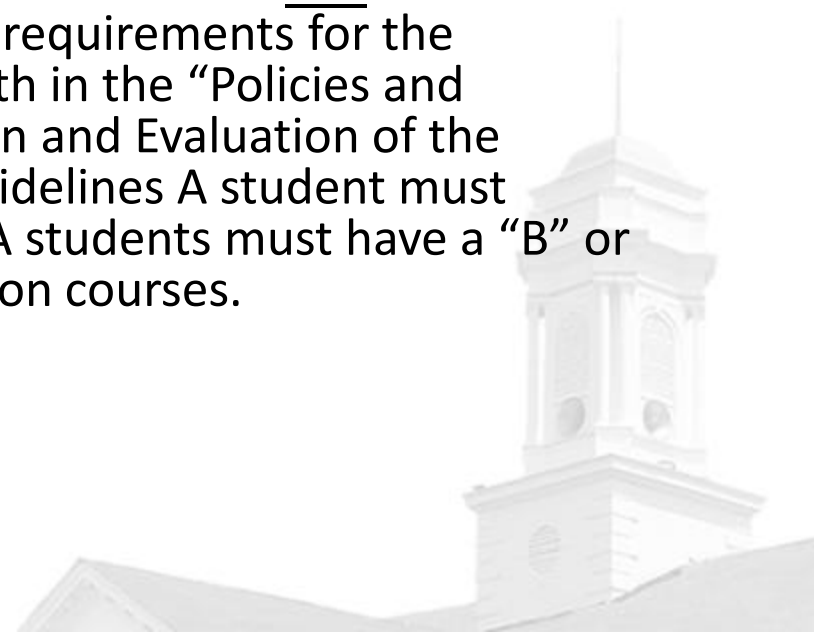 requirements for the
th in the “Policies and
n and Evaluation of the
idelines A student must
A students must have a “B” or
on courses.